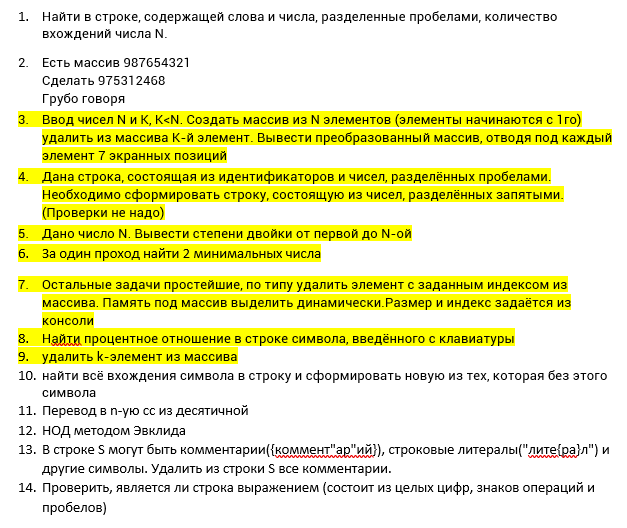 1. Найти в строке, содержащей слова и числа, разделенные пробелами, количество
вхождений числа N.
2. Есть массив 987654321
Сделать 975312468
Грубо говоря
3. Ввод чисел N и K, K<N. Создать массив из N элементов (элементы начинаются с 1го)
удалить из массива K-й элемент. Вывести преобразованный массив, отводя под каждый
элемент 7 экранных позиций
4. Дана строка, состоящая из идентификаторов и чисел, разделённых пробелами.
Необходимо сформировать строку, состоящую из чисел, разделённых запятыми.
(Проверки не надо)
5. Дано число N. Вывести степени двойки от первой до N-ой
6. За один проход найти 2 минимальных числа
7. Остальные задачи простейшие, по типу удалить элемент с заданным индексом из
массива. Память под массив выделить динамически.Размер и индекс задаётся из
консоли
8. Найти процентное отношение в строке символа, введённого с клавиатуры
9. удалить k-элемент из массива
10. найти всё вхождения символа в строку и сформировать новую из тех, которая без этого
символа
11. Перевод в n-ую сс из десятичной
12. НОД методом Эвклида
13. В строке S могут быть комментарии({коммент"ар"ий}), строковые литералы("лите{ра}л") и
другие символы. Удалить из строки S все комментарии.
14. Проверить, является ли строка выражением (состоит из целых цифр, знаков операций и
пробелов)